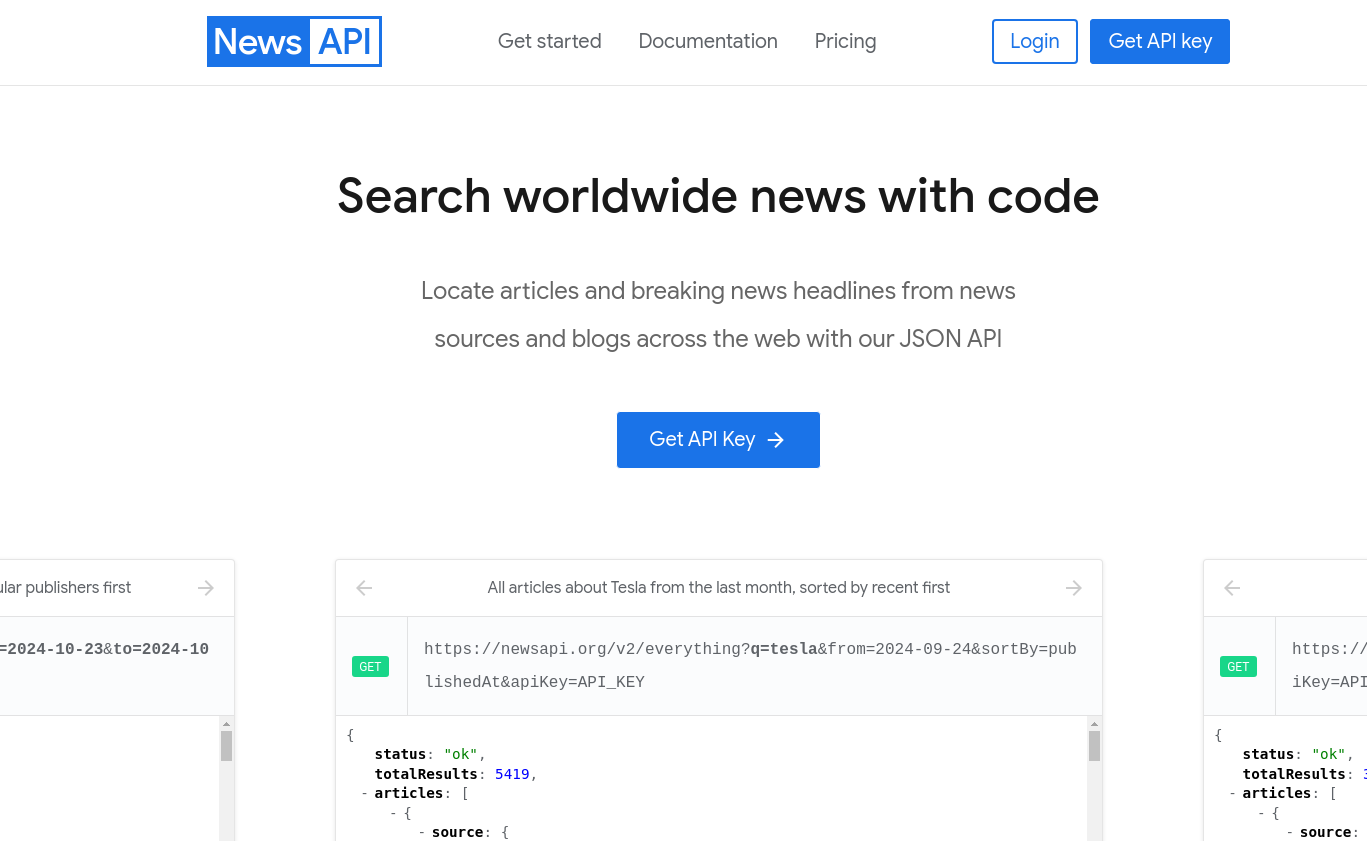 News API
Get started
Documentation
Pricing
Login
Get API key
Search worldwide news with code
Locate articles and breaking news headlines from news
sources and blogs across the web with our JSON API
Get API Key →
publishers first
=2024-10-23&to=2024-10
← All articles about Tesla from the last month, sorted by recent first →
GET
https://newsapi.org/v2/everything?q=tesla&from=2024-09-24&sortBy=pub
lishedAt&apiKey=API_KEY
{
status: "ok",
totalResults: 5419,
- articles: [
- {
- source: {
GET
https://
iKey=API
{
status: "ok",
totalResults:
- articles: [
- {
- source: